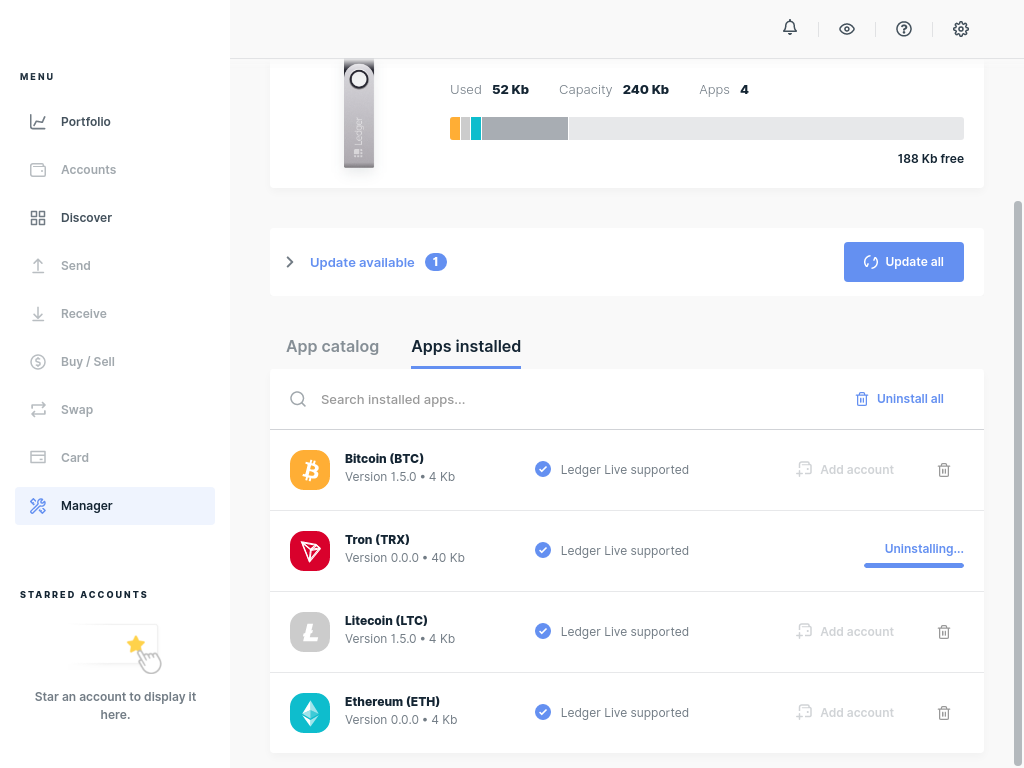 MENU
Portfolio
Accounts
Discover
Send
Receive
Buy / Sell
Swap
Card
Manager
STARRED ACCOUNTS
Star an account to display it
here.
Ledger
Used 52 Kb Capacity 240 Kb Apps 4
188 Kb free
Update available 1
Update all
App catalog Apps installed
Search installed apps...
Uninstall all
Bitcoin (BTC)
Version 1.5.0 • 4 Kb
Ledger Live supported
Add account
Tron (TRX)
Version 0.0.0 • 40 Kb
Ledger Live supported
Uninstalling...
Litecoin (LTC)
Version 1.5.0 • 4 Kb
Ledger Live supported
Add account
Ethereum (ETH)
Version 0.0.0 • 4 Kb
Ledger Live supported
Add account